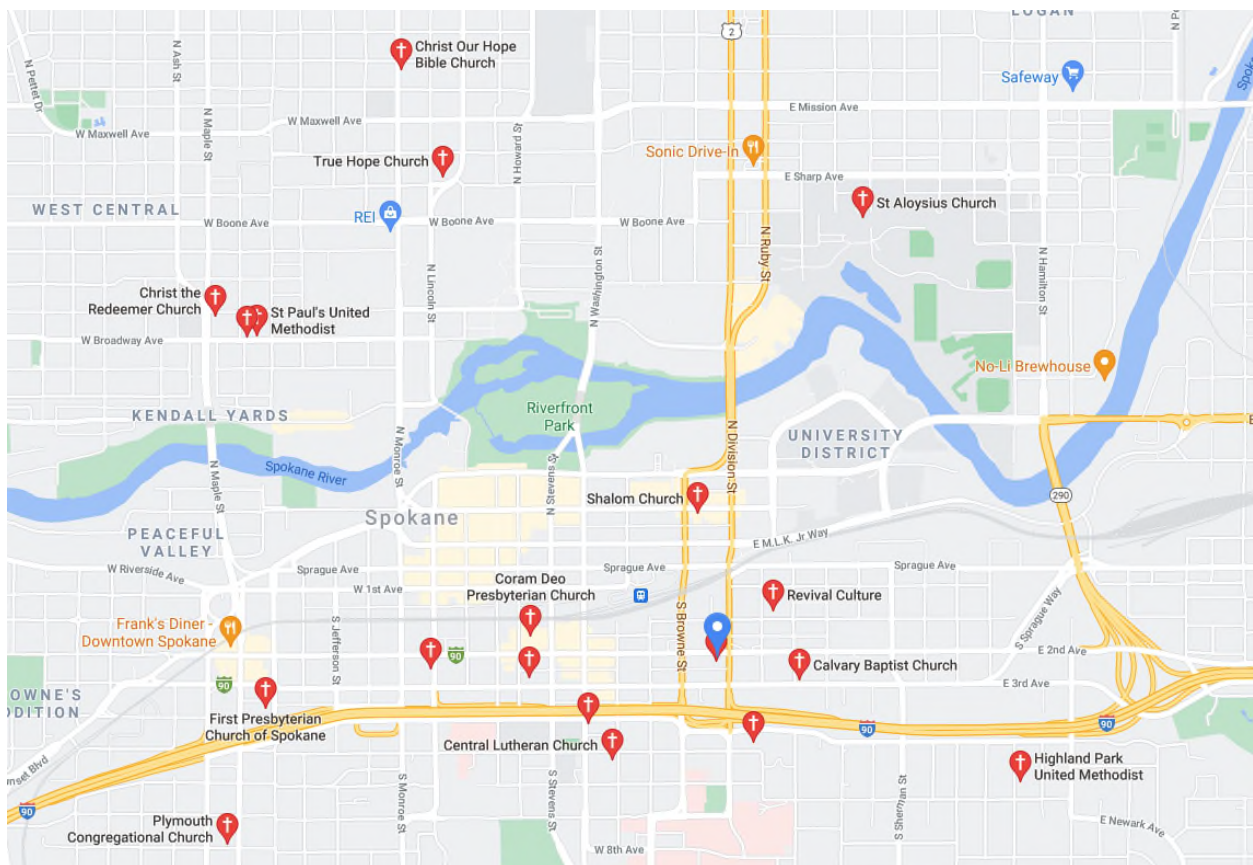 LOGAN
N Pettet Dr
N Ash St
Christ Our Hope
Bible Church
2
Safeway
E Mission Ave
W Maxwell Ave
W Maxwell Ave
N Maple St
N Howard St
True Hope Church
Sonic Drive-In
E Sharp Ave
WEST CENTRAL
REI
St Aloysius Church
W Boone Ave
W Boone Ave
W Boone Ave
N Ruby St
N Hamilton St
N Washington St
N Lincoln St
Christ the
Redeemer Church
St Paul's United
Methodist
W Broadway Ave
No-Li Brewhouse
KENDALL YARDS
Riverfront
Park
N Division St
UNIVERSITY
DISTRICT
N Monroe St
Spokane River
N Maple St
N Stevens St
Shalom Church
290
Spokane
E M.L.K. Jr Way
PEACEFUL
VALLEY
W Riverside Ave
Sprague Ave
Sprague Ave
Sprague Ave
W 1st Ave
Coram Deo
Presbyterian Church
Revival Culture
S Sprague Way
Frank's Diner -
Downtown Spokane
S Jefferson St
S Browne St
90
E 2nd Ave
Calvary Baptist Church
90
E 3rd Ave
OWNE'S
DDITION
First Presbyterian
Church of Spokane
90
90
Central Lutheran Church
Highland Park
United Methodist
unset Blvd
S Monroe St
S Stevens St
S Sherman St
90
Plymouth
Congregational Church
E Newark Ave
W 8th Ave